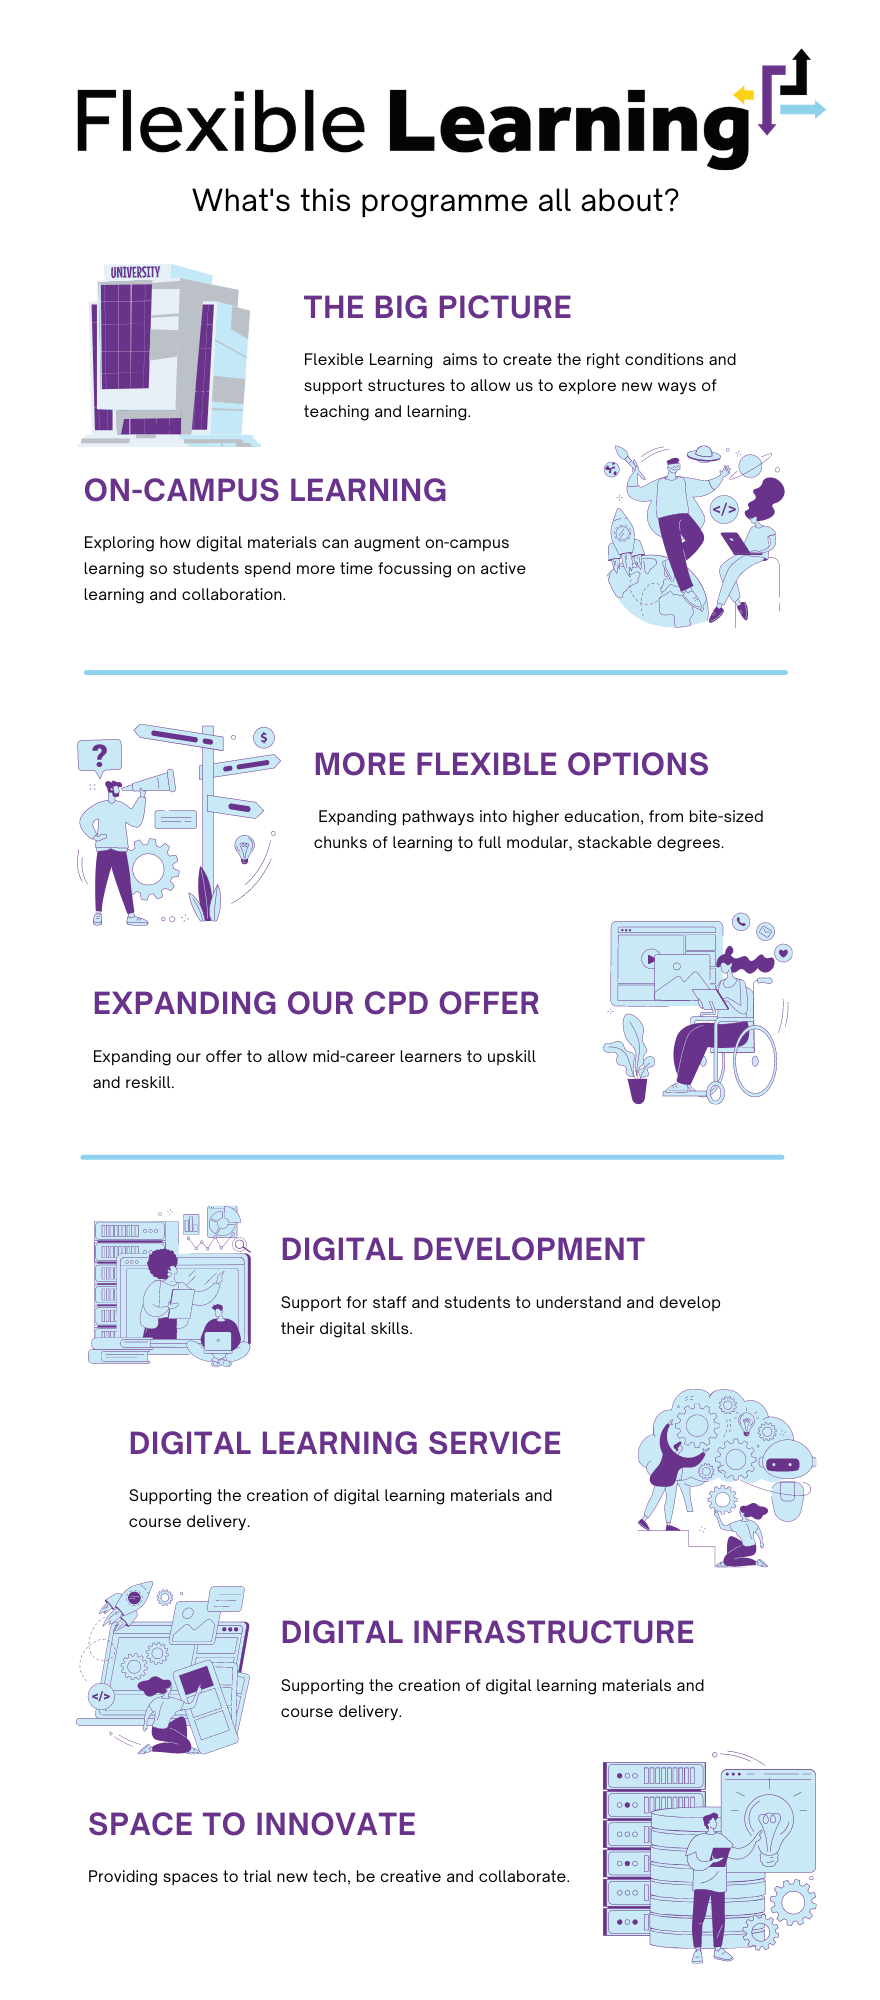 Flexible Learning
What's this programme all about?
UNIVERSITY
THE BIG PICTURE
Flexible Learning  aims to create the right conditions and
support structures to allow us to explore new ways of
teaching and learning.
ON-CAMPUS LEARNING
Exploring how digital materials can augment on-campus
learning so students spend more time focussing on active
learning and collaboration.
</>
?
$
MORE FLEXIBLE OPTIONS
Expanding pathways into higher education, from bite-sized
chunks of learning to full modular, stackable degrees.
EXPANDING OUR CPD OFFER
Expanding our offer to allow mid-career learners to upskill
and reskill.
DIGITAL DEVELOPMENT
Support for staff and students to understand and develop
their digital skills.
DIGITAL LEARNING SERVICE
Supporting the creation of digital learning materials and
course delivery.
DIGITAL INFRASTRUCTURE
Supporting the creation of digital learning materials and
course delivery.
</>
SPACE TO INNOVATE
Providing spaces to trial new tech, be creative and collaborate.